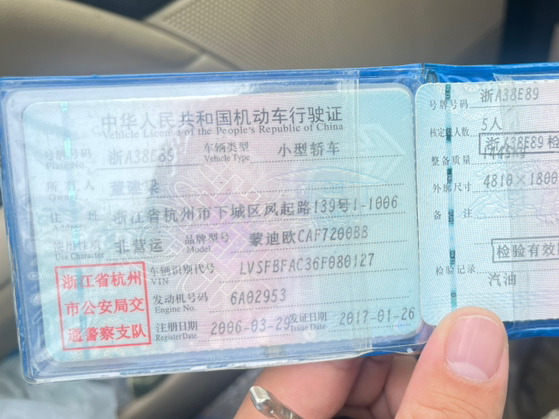 中华人民共和国机动车行驶证
Vehicle License of the People's Republic of China
号牌号码 浙A38E89 车辆类型 小型轿车
Plate No. Vehicle Type
所有人
Owner
住址 浙江省杭州市下城区凤起路139号1-1006
Address
使用性质 非营运 品牌型号 蒙迪欧CAF7200B8
Use Character Model
浙江省杭州
市公安局交
通警察支队
车辆识别代号 LVSFBFAC36F080127
VIN
发动机号码 6A02953
Engine No.
注册日期 2006-03-29 发证日期 2017-01-26
Register Date Issue Date
号牌号码 浙A38E89
核定载人数 5人
浙A38E89 检
整备质量
外廓尺寸 4810×1800
备注
检验有效
检验记录
汽油